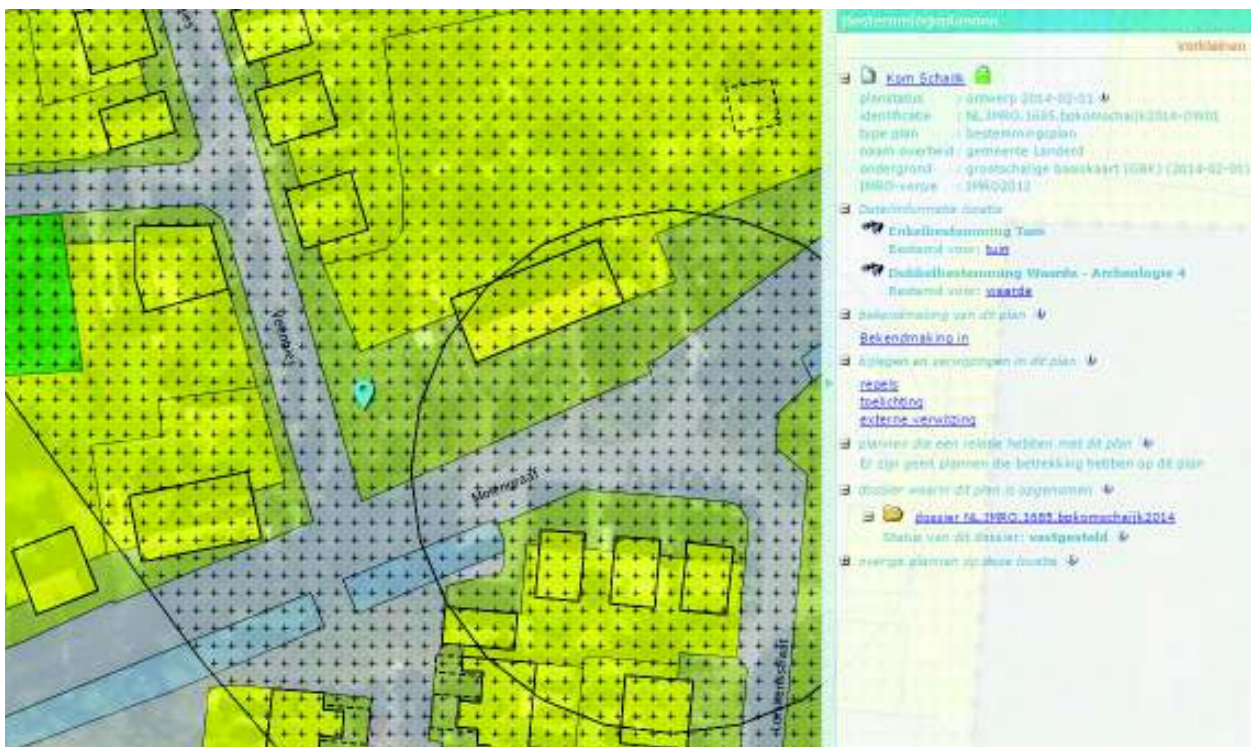 Bestemmingsplannen
Verkleinen
Kom Schaijk
planstatus : ontwerp 2014-02-01
identificatie : NL.IMRO.1685.bpkomschaijk2014-OW01
type plan : bestemmingsplan
naam overheid : gemeente Landerd
ondergrond : grootschalige basiskaart (GBK) (2014-02-01)
IMRO-versie : IMRO2012
Enkelbestemming Tuin
Bestemd voor: tuin
Dubbelbestemming Waarde - Archeologie 4
Bestemd voor: waarde
bekendmaking van dit plan
Bekendmaking in
bijlagen en verwijzingen in dit plan
regels
toelichting
externe verwijzing
plannen die een relatie hebben met dit plan
Er zijn geen plannen die betrekking hebben op dit plan
dossier waarin dit plan is opgenomen
dossier NL.IMRO.1685.bpkomschaijk2014
Status van dit dossier: vastgesteld
overige plannen op deze locatie
Molengraaf